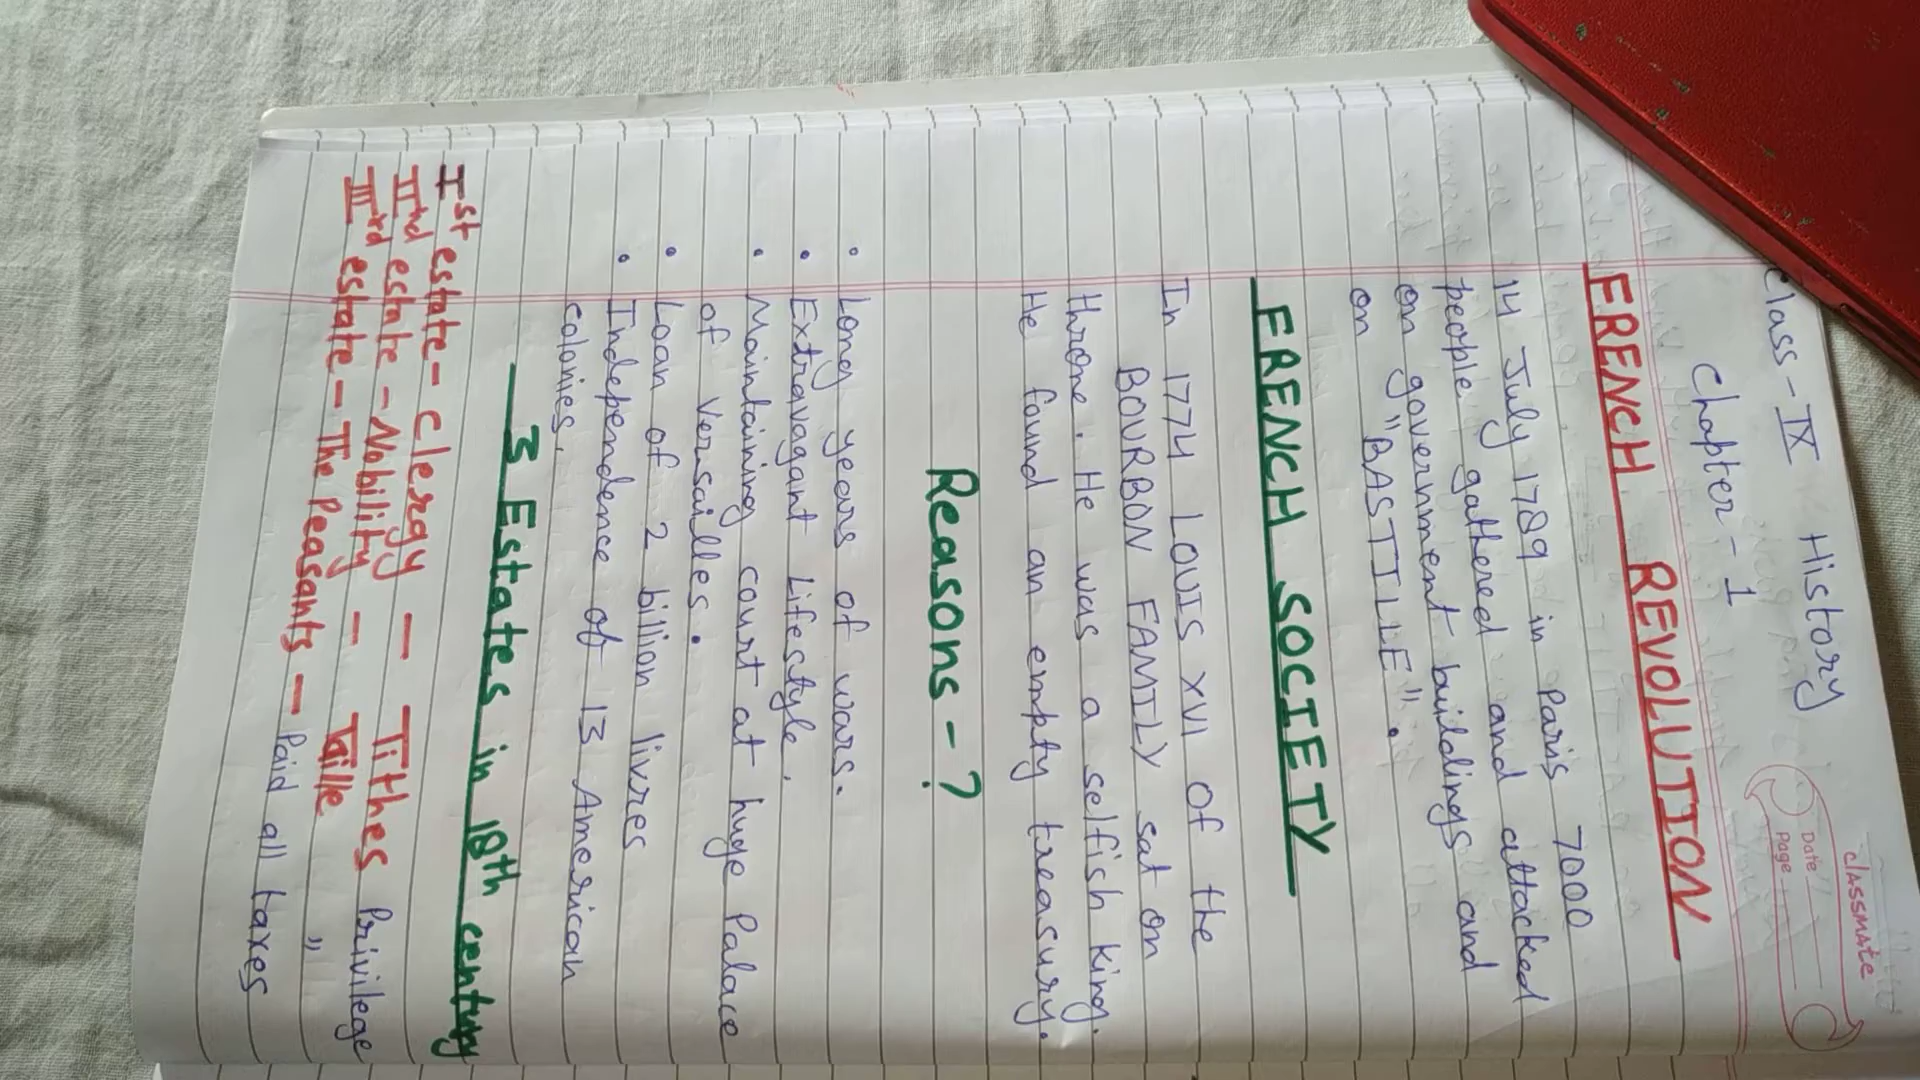 Class - IX History
classmate
Date
Page
Chapter - 1
FRENCH REVOLUTION
14 July 1789 in Paris 7000
people gathered and attacked
on government buildings and
on "BASTILLE".
FRENCH SOCIETY
In 1774 LOUIS XVI of the
BOURBON FAMILY sat on
throne. He was a selfish king.
He found an empty treasury.
Reasons - ?
• Long years of wars.
• Extravagant Lifestyle.
• Maintaining court at huge Palace
of Versailles.
• Loan of 2 billion livres
• Independence of 13 American
colonies.
3 Estates in 18th century
Ist estate - Clergy - Tithes Privilege
IInd estate - Nobility - Taille "
IIIrd estate - The Peasants - Paid all taxes